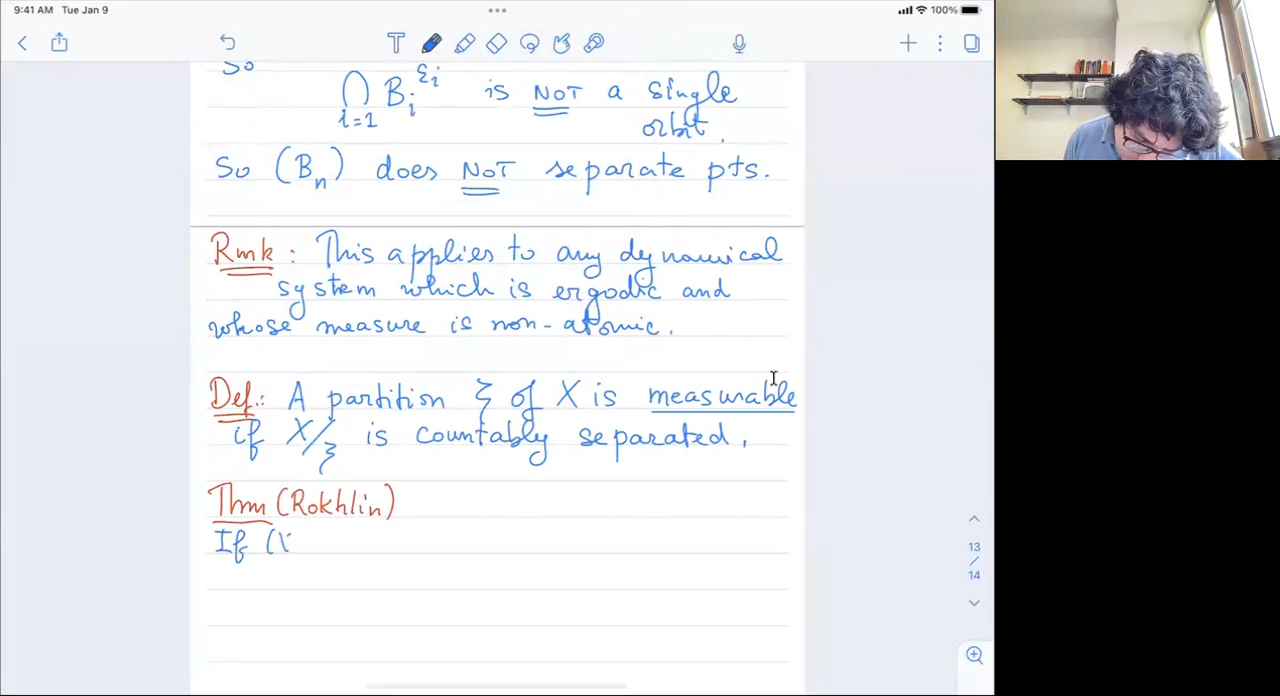 9:41 AM Tue Jan 9
100%
So
⋂_{i=1} B_i^{ε_i} is NOT a single
orbit.
So (B_n) does NOT separate pts.
Rmk: This applies to any dynamical
system which is ergodic and
whose measure is non-atomic.
Def.: A partition ξ of X is measurable
if X/ξ is countably separated.
Thm (Rokhlin)
If (
13
/
14